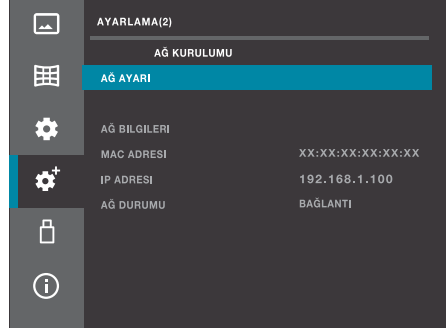 AYARLAMA(2)
AĞ KURULUMU
AĞ AYARI
AĞ BILGILERI
MAC ADRESI XX:XX:XX:XX:XX:XX
IP ADRESI 192.168.1.100
AĞ DURUMU BAĞLANTI